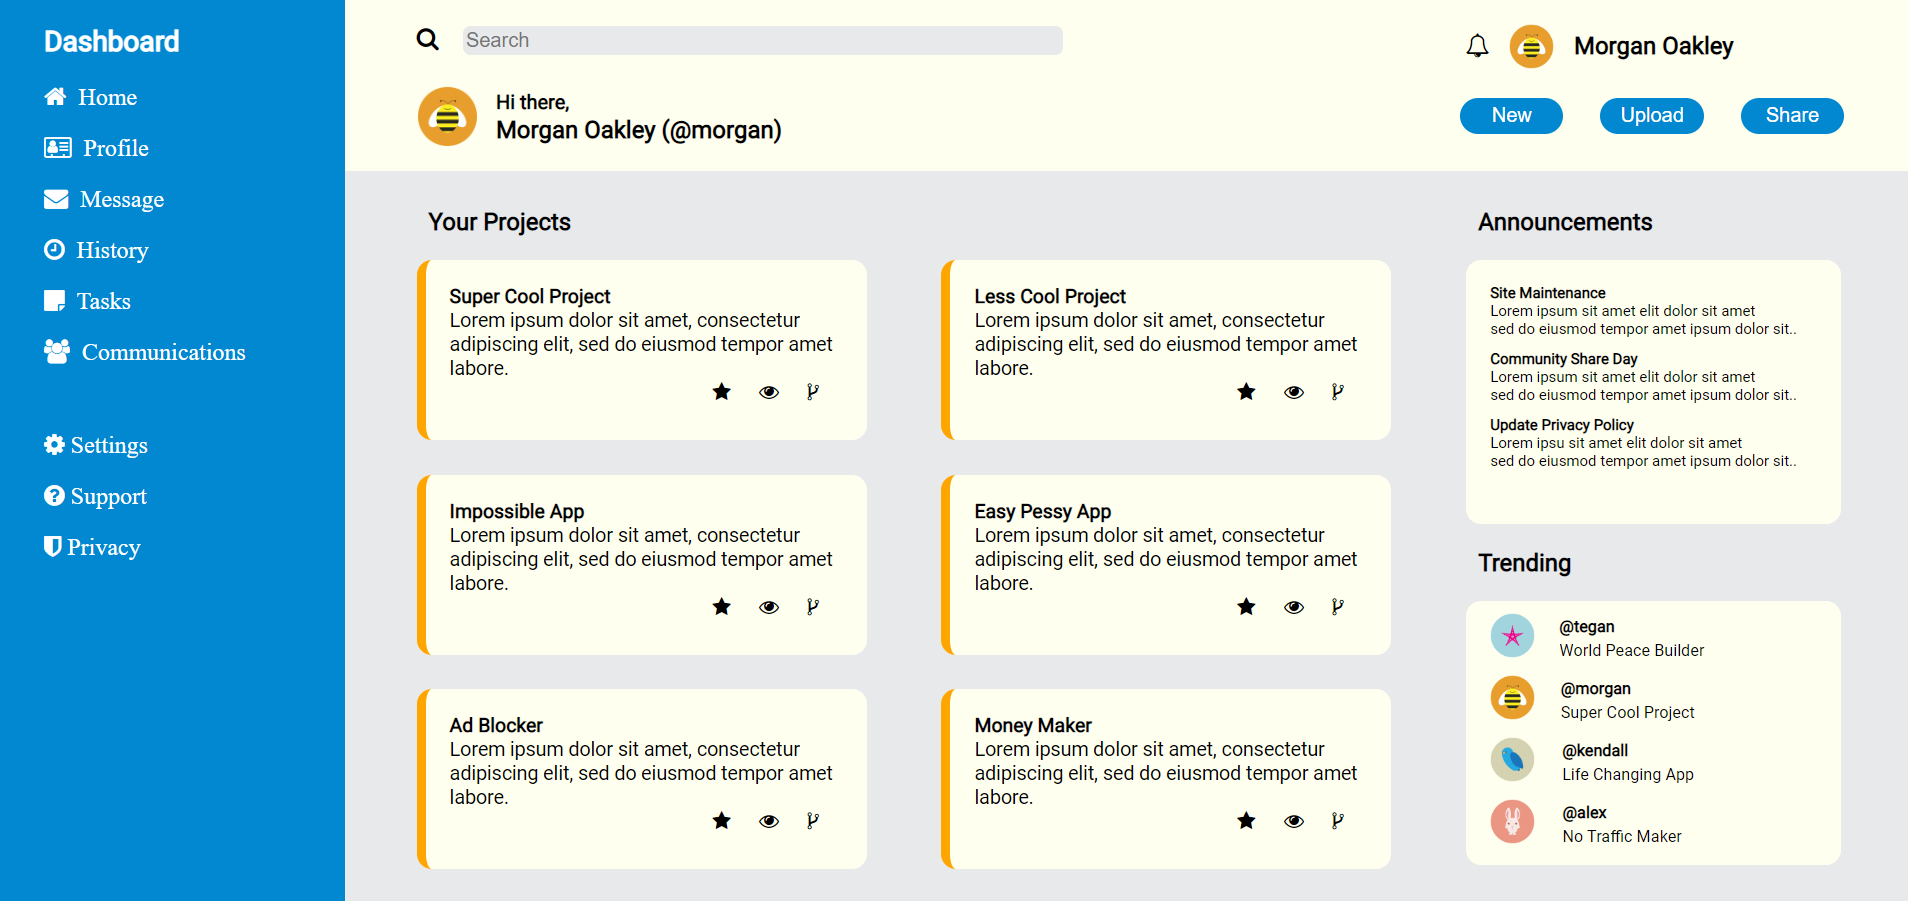 Dashboard
Home
Profile
Message
History
Tasks
Communications
Settings
Support
Privacy
Search
Morgan Oakley
Hi there,
Morgan Oakley (@morgan)
New
Upload
Share
Your Projects
Super Cool Project
Lorem ipsum dolor sit amet, consectetur
adipiscing elit, sed do eiusmod tempor amet
labore.
Less Cool Project
Lorem ipsum dolor sit amet, consectetur
adipiscing elit, sed do eiusmod tempor amet
labore.
Impossible App
Lorem ipsum dolor sit amet, consectetur
adipiscing elit, sed do eiusmod tempor amet
labore.
Easy Pessy App
Lorem ipsum dolor sit amet, consectetur
adipiscing elit, sed do eiusmod tempor amet
labore.
Ad Blocker
Lorem ipsum dolor sit amet, consectetur
adipiscing elit, sed do eiusmod tempor amet
labore.
Money Maker
Lorem ipsum dolor sit amet, consectetur
adipiscing elit, sed do eiusmod tempor amet
labore.
Announcements
Site Maintenance
Lorem ipsum sit amet elit dolor sit amet
sed do eiusmod tempor amet ipsum dolor sit..
Community Share Day
Lorem ipsum sit amet elit dolor sit amet
sed do eiusmod tempor amet ipsum dolor sit..
Update Privacy Policy
Lorem ipsu sit amet elit dolor sit amet
sed do eiusmod tempor amet ipsum dolor sit..
Trending
@tegan
World Peace Builder
@morgan
Super Cool Project
@kendall
Life Changing App
@alex
No Traffic Maker